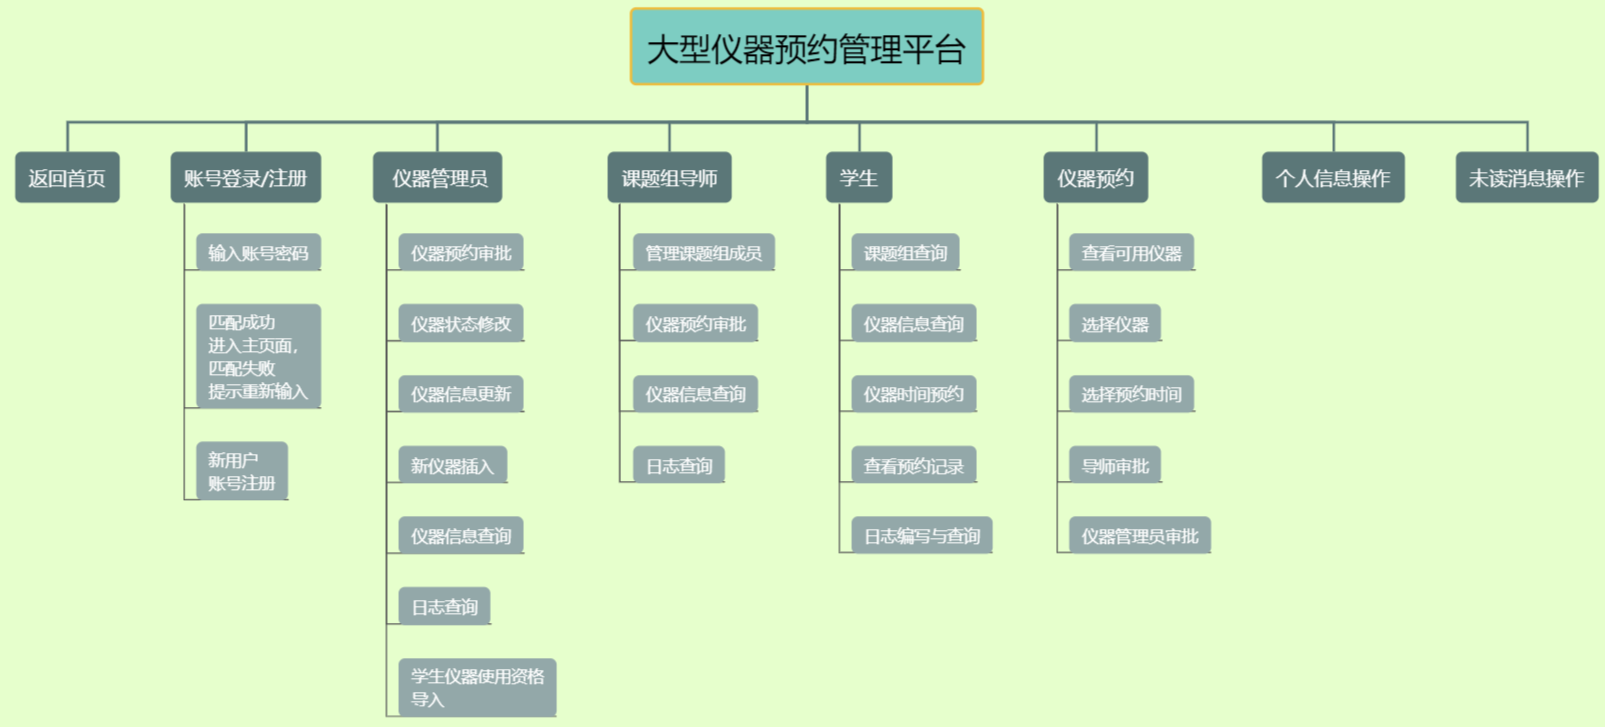 大型仪器预约管理平台
返回首页
账号登录/注册
输入账号密码
匹配成功
进入主页面，
匹配失败
提示重新输入
新用户
账号注册
仪器管理员
仪器预约审批
仪器状态修改
仪器信息更新
新仪器插入
仪器信息查询
日志查询
学生仪器使用资格
导入
课题组导师
管理课题组成员
仪器预约审批
仪器信息查询
日志查询
学生
课题组查询
仪器信息查询
仪器时间预约
查看预约记录
日志编写与查询
仪器预约
查看可用仪器
选择仪器
选择预约时间
导师审批
仪器管理员审批
个人信息操作
未读消息操作